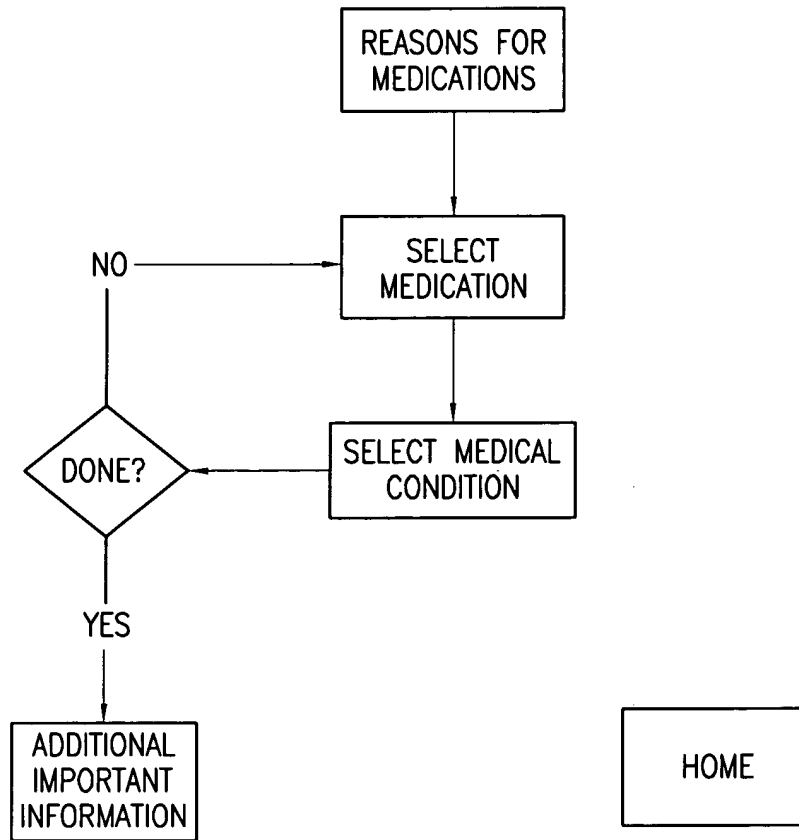 REASONS FOR
MEDICATIONS
NO
SELECT
MEDICATION
DONE?
SELECT MEDICAL
CONDITION
YES
ADDITIONAL
IMPORTANT
INFORMATION
HOME